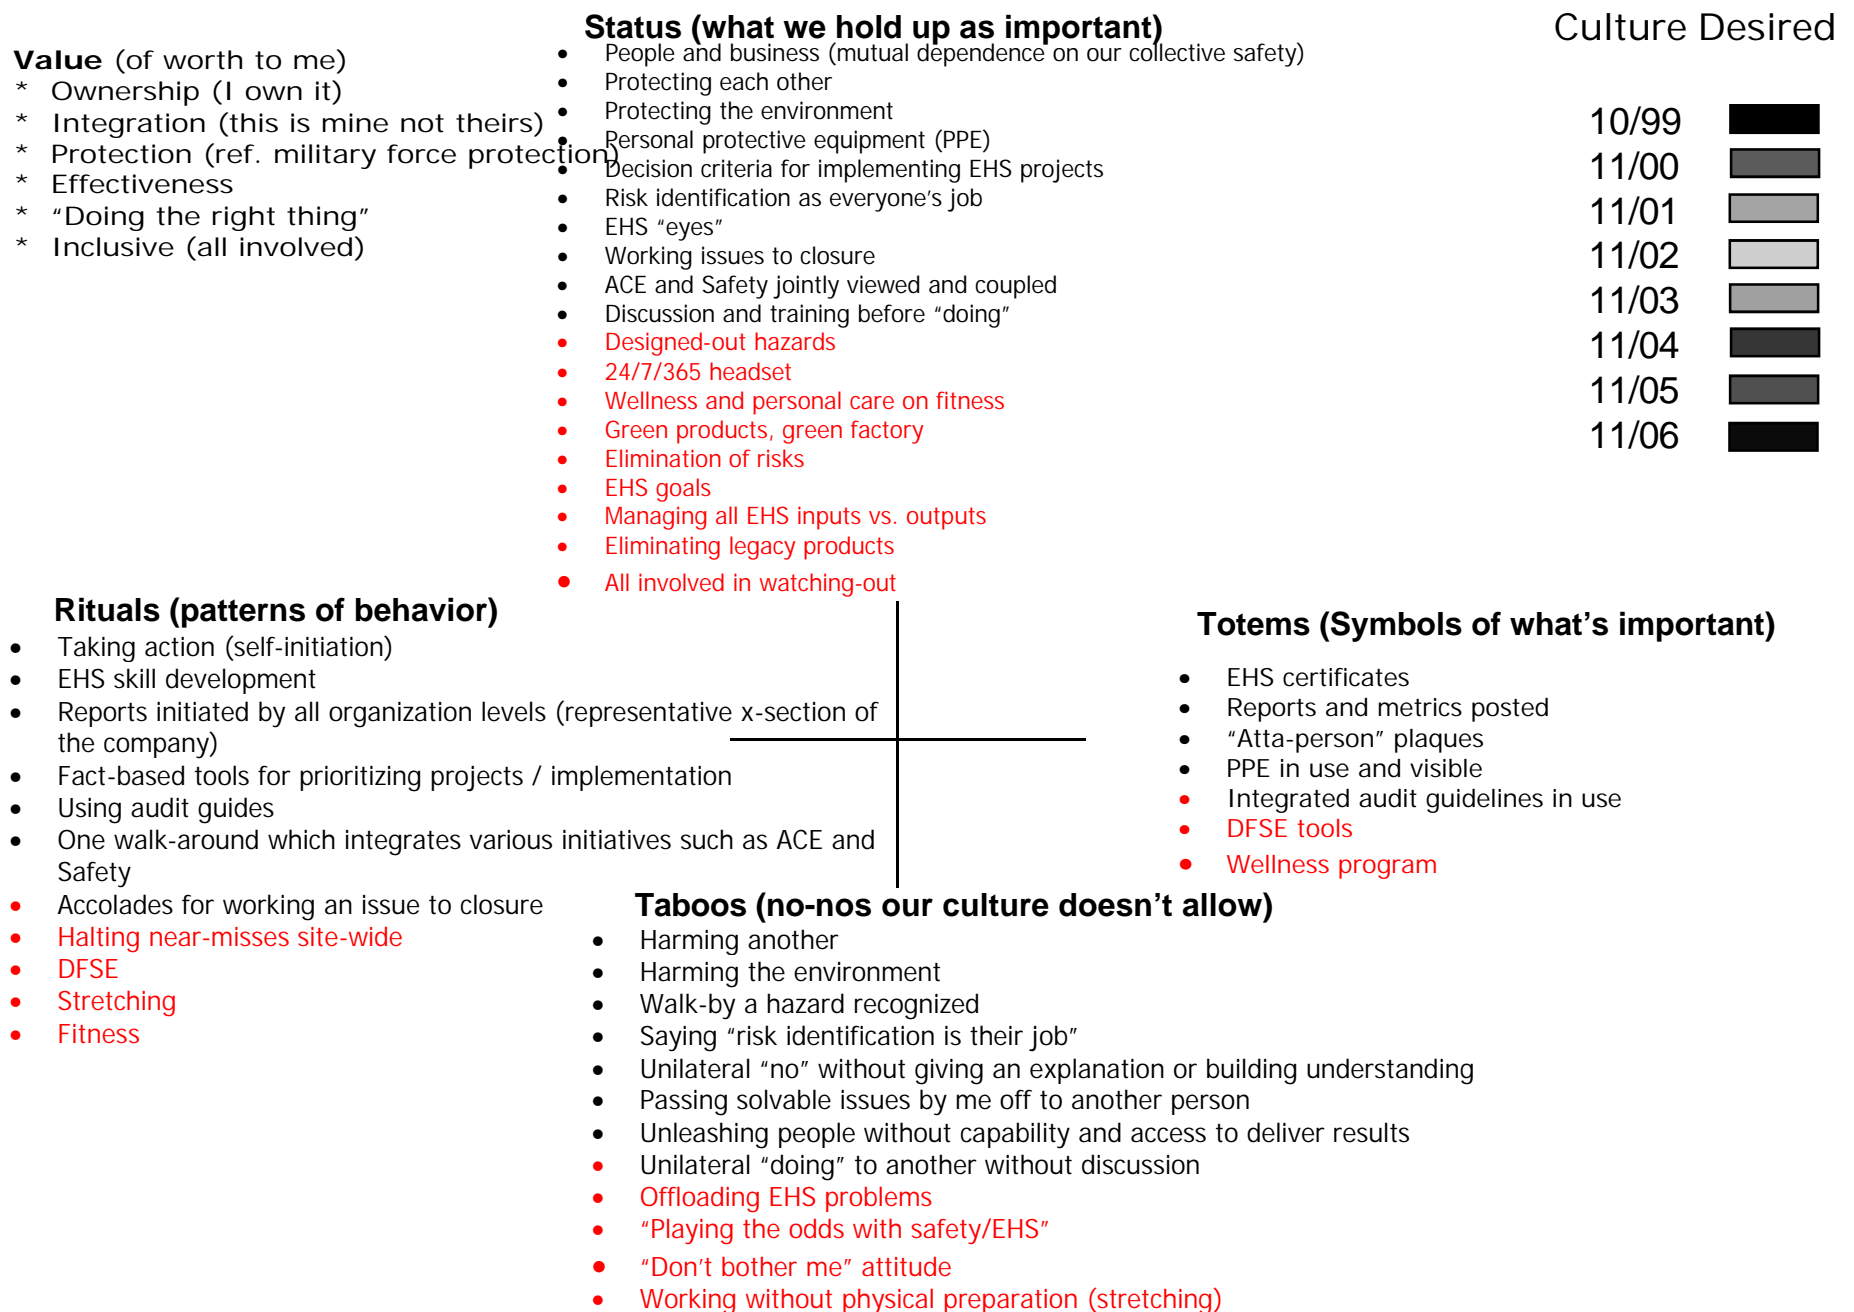 Status (what we hold up as important)
Culture Desired
Value (of worth to me)
* Ownership (I own it)
* Integration (this is mine not theirs)
* Protection (ref. military force protection)
* Effectiveness
* “Doing the right thing”
* Inclusive (all involved)
• People and business (mutual dependence on our collective safety)
• Protecting each other
• Protecting the environment
• Personal protective equipment (PPE)
• Decision criteria for implementing EHS projects
• Risk identification as everyone’s job
• EHS “eyes”
• Working issues to closure
• ACE and Safety jointly viewed and coupled
• Discussion and training before “doing”
• Designed-out hazards
• 24/7/365 headset
• Wellness and personal care on fitness
• Green products, green factory
• Elimination of risks
• EHS goals
• Managing all EHS inputs vs. outputs
• Eliminating legacy products
• All involved in watching-out
10/99
11/00
11/01
11/02
11/03
11/04
11/05
11/06
Rituals (patterns of behavior)
• Taking action (self-initiation)
• EHS skill development
• Reports initiated by all organization levels (representative x-section of
the company)
• Fact-based tools for prioritizing projects / implementation
• Using audit guides
• One walk-around which integrates various initiatives such as ACE and
Safety
• Accolades for working an issue to closure
• Halting near-misses site-wide
• DFSE
• Stretching
• Fitness
Totems (Symbols of what’s important)
• EHS certificates
• Reports and metrics posted
• “Atta-person” plaques
• PPE in use and visible
• Integrated audit guidelines in use
• DFSE tools
• Wellness program
Taboos (no-nos our culture doesn’t allow)
• Harming another
• Harming the environment
• Walk-by a hazard recognized
• Saying “risk identification is their job”
• Unilateral “no” without giving an explanation or building understanding
• Passing solvable issues by me off to another person
• Unleashing people without capability and access to deliver results
• Unilateral “doing” to another without discussion
• Offloading EHS problems
• “Playing the odds with safety/EHS”
• “Don’t bother me” attitude
• Working without physical preparation (stretching)